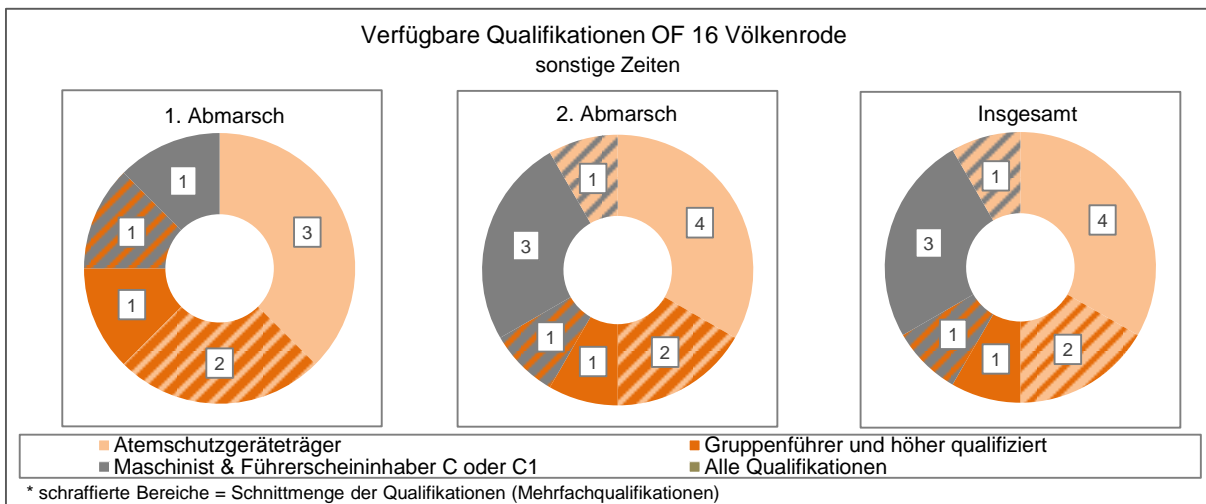 Verfügbare Qualifikationen OF 16 Völkenrode
sonstige Zeiten
1. Abmarsch
1
3
1
1
2
2. Abmarsch
1
4
3
1
1
2
Insgesamt
1
4
3
1
1
2
Atemschutzgeräteträger
Gruppenführer und höher qualifiziert
Maschinist & Führerscheininhaber C oder C1
Alle Qualifikationen
* schraffierte Bereiche = Schnittmenge der Qualifikationen (Mehrfachqualifikationen)